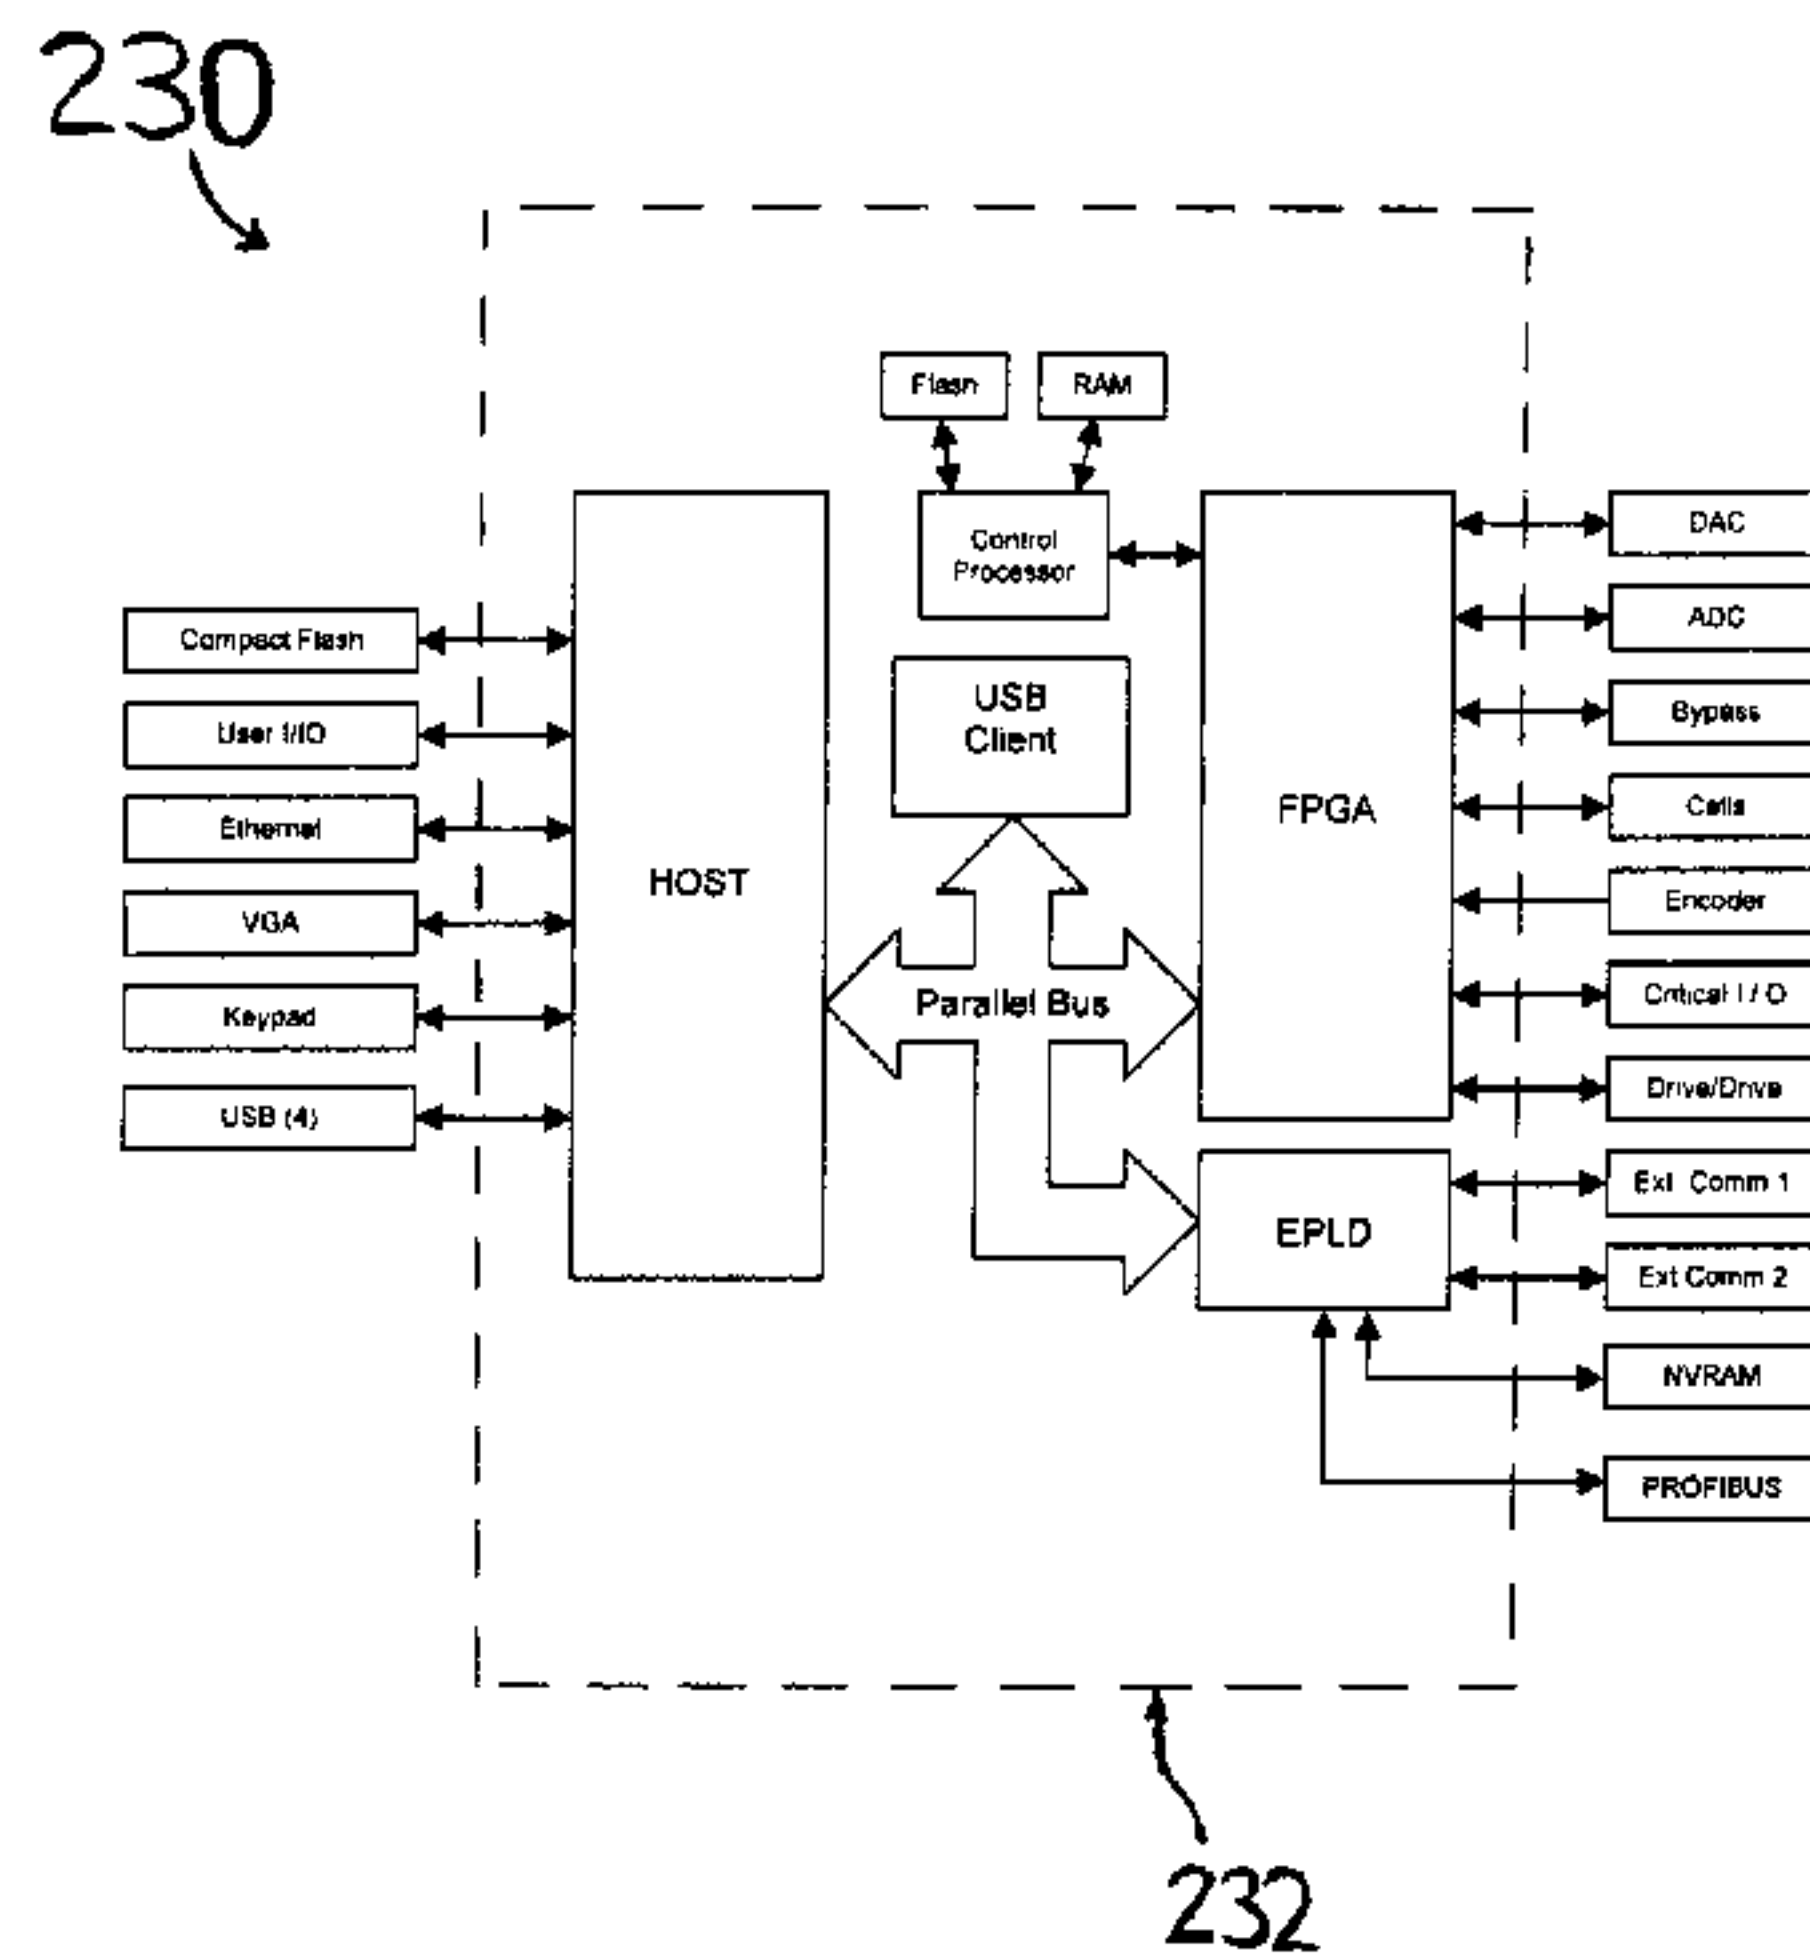 230
Flash
RAM
Control
Processor
Compact Flash
User I/IO
Ethernet
VGA
Keypad
USB (4)
HOST
USB
Client
Parallel Bus
FPGA
EPLD
DAC
ADC
Bypass
Cells
Encoder
Critical I / O
Drive/Drive
Ext Comm 1
Ext Comm 2
NVRAM
PROFIBUS
232